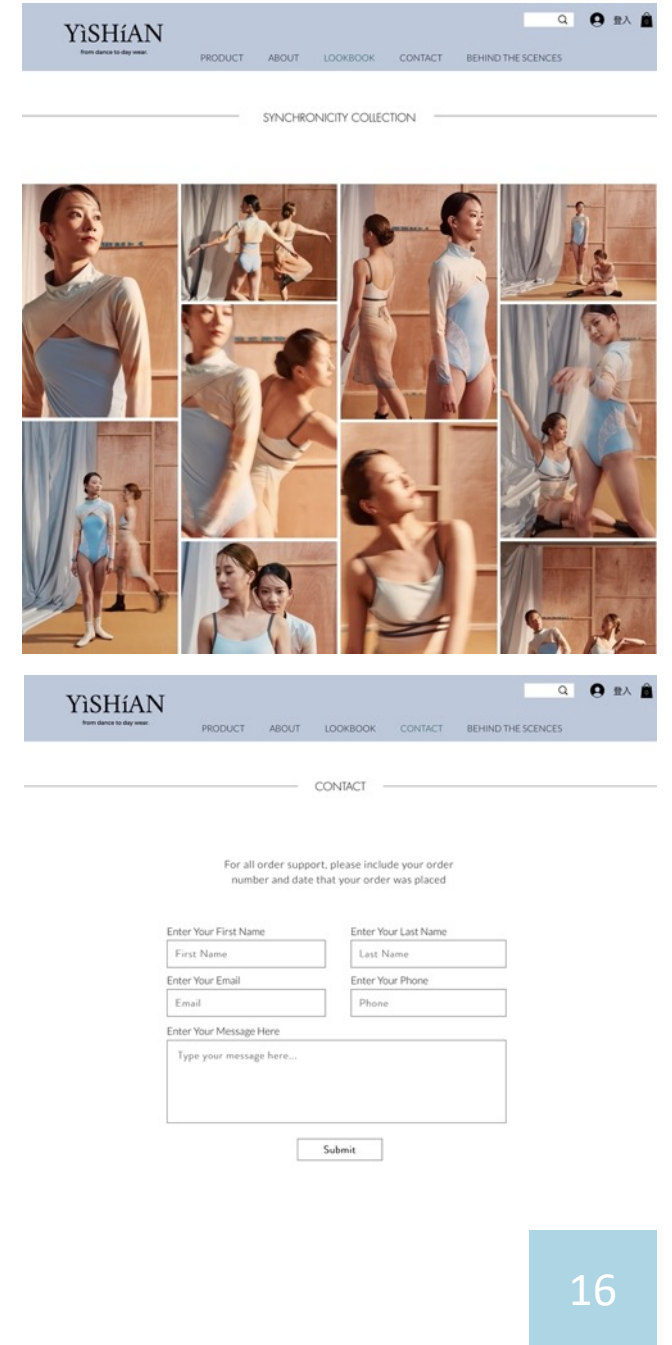 YìSHíAN
from dance to day wear.
登入
0
PRODUCT ABOUT LOOKBOOK CONTACT BEHIND THE SCENCES
SYNCHRONICITY COLLECTION
YìSHíAN
from dance to day wear.
登入
0
PRODUCT ABOUT LOOKBOOK CONTACT BEHIND THE SCENCES
CONTACT
For all order support, please include your order
number and date that your order was placed
Enter Your First Name Enter Your Last Name
First Name Last Name
Enter Your Email Enter Your Phone
Email Phone
Enter Your Message Here
Type your message here...
Submit
16